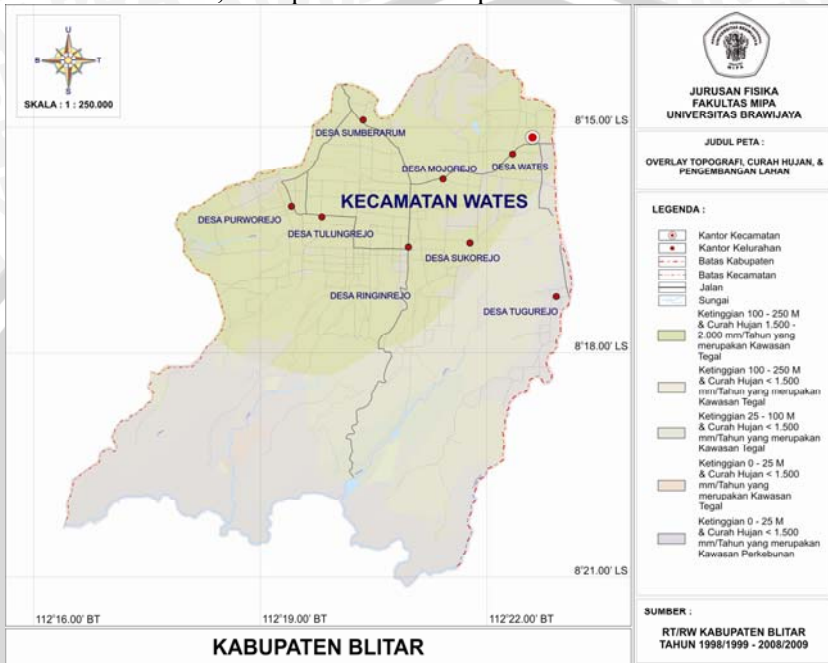 U
B
T
S
SKALA : 1 : 250.000
DESA SUMBERARUM
DESA MOJOREJO
DESA WATES
KECAMATAN WATES
DESA PURWOREJO
DESA TULUNGREJO
DESA SUKOREJO
DESA RINGINREJO
DESA TUGUREJO
8°15.00' LS
8°18.00' LS
8°21.00' LS
112°16.00' BT
112°19.00' BT
112°22.00' BT
KABUPATEN BLITAR
JURUSAN FISIKA
FAKULTAS MIPA
UNIVERSITAS BRAWIJAYA
JUDUL PETA :
OVERLAY TOPOGRAFI, CURAH HUJAN, &
PENGEMBANGAN LAHAN
LEGENDA :
Kantor Kecamatan
Kantor Kelurahan
Batas Kabupaten
Batas Kecamatan
Jalan
Sungai
Ketinggian 100 - 250 M
& Curah Hujan 1.500 -
2.000 mm/Tahun yang
merupakan Kawasan
Tegal
Ketinggian 100 - 250 M
& Curah Hujan < 1.500
mm/Tahun yang merupakan
Kawasan Tegal
Ketinggian 25 - 100 M
& Curah Hujan < 1.500
mm/Tahun yang merupakan
Kawasan Tegal
Ketinggian 0 - 25 M
& Curah Hujan < 1.500
mm/Tahun yang
merupakan Kawasan
Tegal
Ketinggian 0 - 25 M
& Curah Hujan < 1.500
mm/Tahun yang merupakan
Kawasan Perkebunan
SUMBER :
RT/RW KABUPATEN BLITAR
TAHUN 1998/1999 - 2008/2009